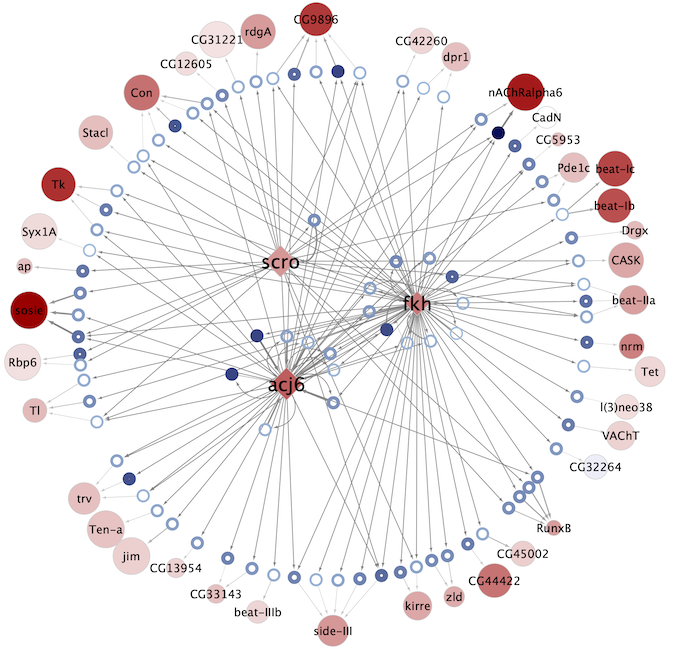 CG9896
rdgA
CG31221
CG42260
dpr1
CG12605
Con
nAChRalpha6
CadN
Stacl
CG5953
Pde1c
beat-Ic
Tk
beat-Ib
Syx1A
Drgx
scro
CASK
ap
fkh
beat-IIa
sosie
nrm
Rbp6
Tet
acj6
Tl
l(3)neo38
VAChT
CG32264
trv
Ten-a
RunxB
jim
CG45002
CG13954
CG44422
CG33143
zld
kirre
beat-IIIb
side-III